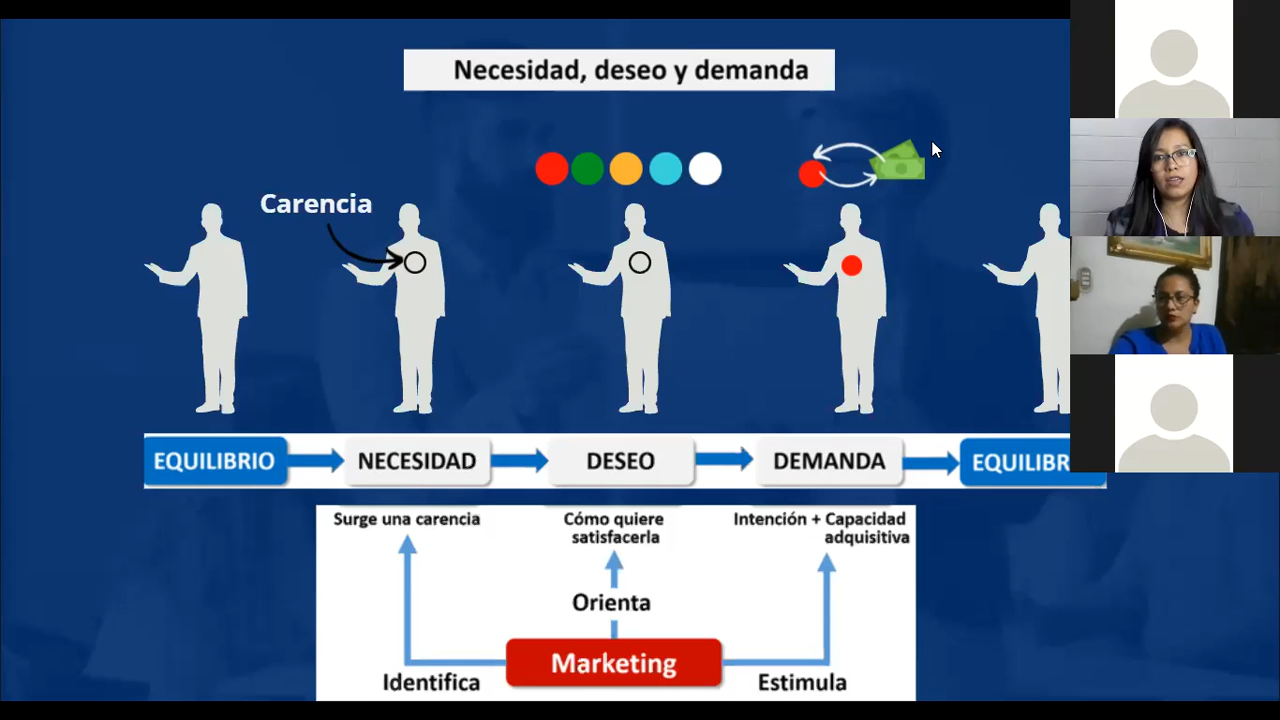 Necesidad, deseo y demanda
Carencia
EQUILIBRIO
NECESIDAD
DESEO
DEMANDA
EQUILIBR
Surge una carencia
Cómo quiere
satisfacerla
Intención + Capacidad
adquisitiva
Orienta
Marketing
Identifica
Estimula